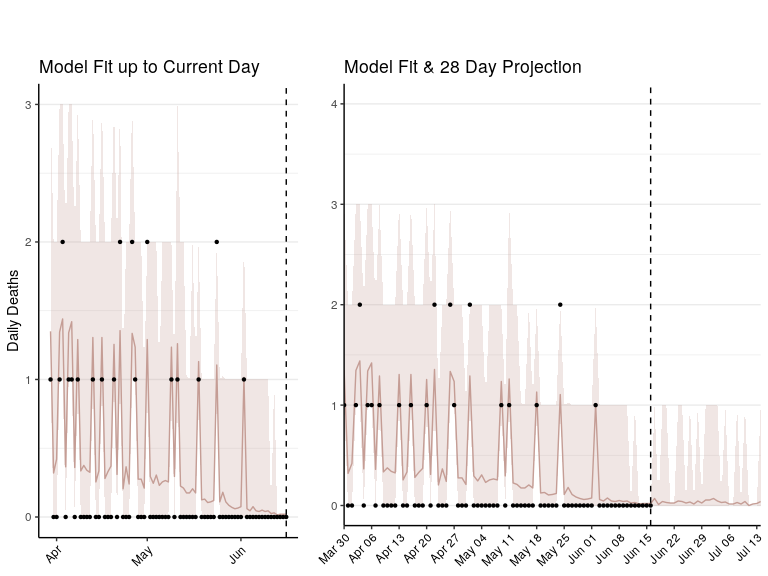 Model Fit up to Current Day
Model Fit & 28 Day Projection
Daily Deaths
3
2
1
0
Apr
May
Jun
4
3
2
1
0
Mar 30
Apr 06
Apr 13
Apr 20
Apr 27
May 04
May 11
May 18
May 25
Jun 01
Jun 08
Jun 15
Jun 22
Jun 29
Jul 06
Jul 13